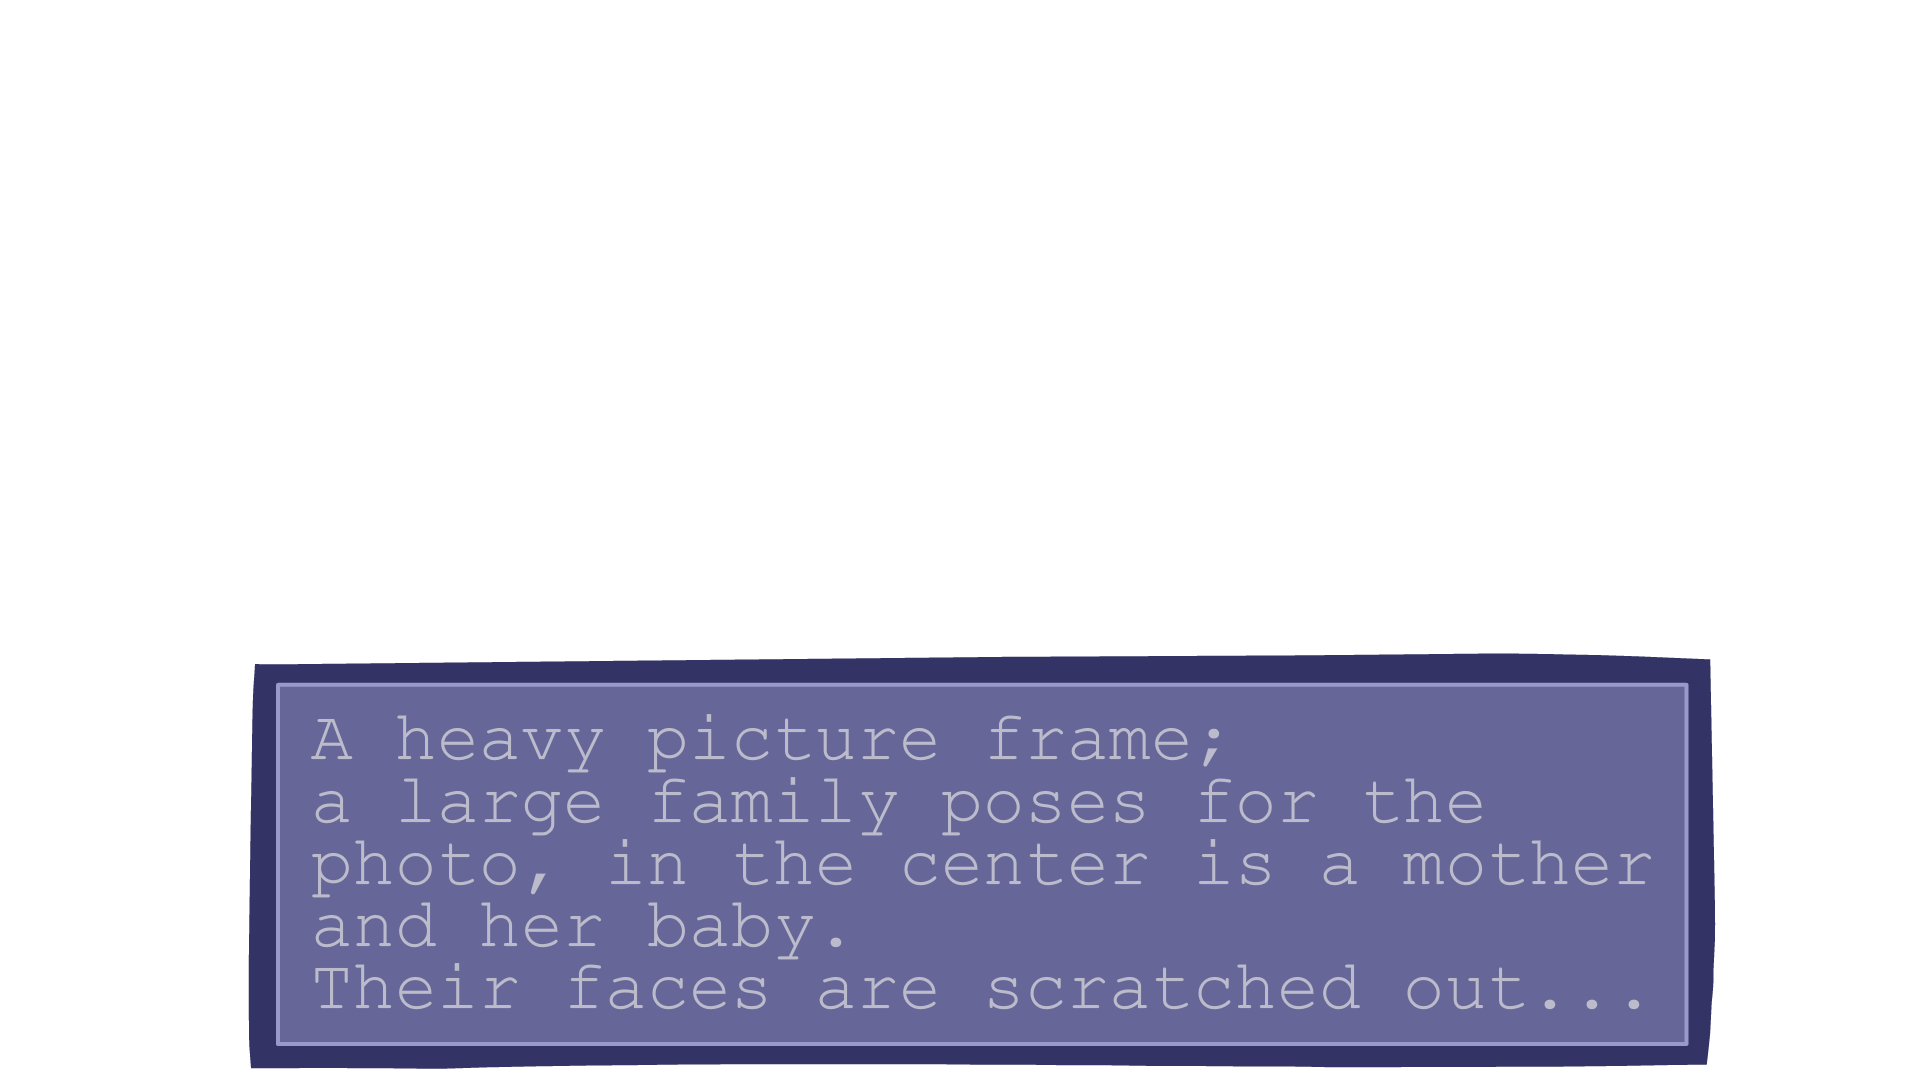 A heavy picture frame;
a large family poses for the
photo, in the center is a mother
and her baby.
Their faces are scratched out...